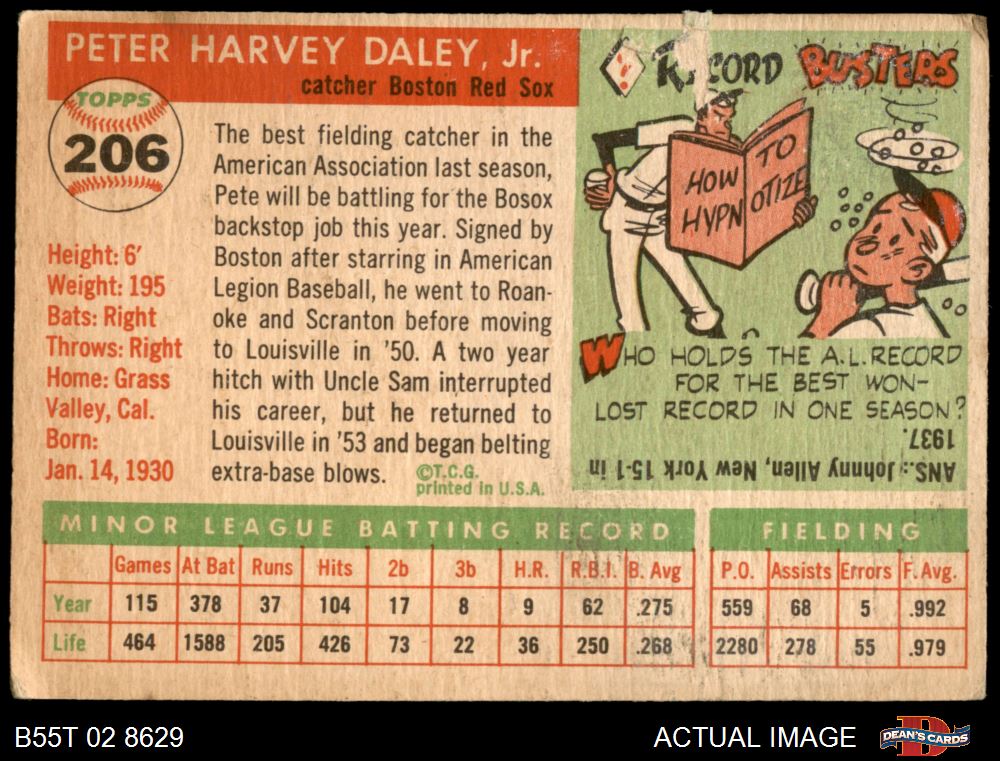 PETER HARVEY DALEY, Jr.
catcher Boston Red Sox
TOPPS
206
The best fielding catcher in the
American Association last season,
Pete will be battling for the Bosox
backstop job this year. Signed by
Boston after starring in American
Legion Baseball, he went to Roan-
oke and Scranton before moving
to Louisville in '50. A two year
hitch with Uncle Sam interrupted
his career, but he returned to
Louisville in '53 and began belting
extra-base blows.
©T.C.G.
printed in U.S.A.
Height: 6'
Weight: 195
Bats: Right
Throws: Right
Home: Grass
Valley, Cal.
Born:
Jan. 14, 1930
RECORD BUSTERS
HOW TO
HYPNOTIZE
WHO HOLDS THE A.L. RECORD
FOR THE BEST WON-
LOST RECORD IN ONE SEASON?
ANS.: Johnny Allen, New York 15-1 in
1937.
MINOR LEAGUE BATTING RECORD FIELDING
Games At Bat Runs Hits 2b 3b H.R. R.B.I. B. Avg P.O. Assists Errors F. Avg.
Year 115 378 37 104 17 8 9 62 .275 559 68 5 .992
Life 464 1588 205 426 73 22 36 250 .268 2280 278 55 .979
B55T 02 8629
ACTUAL IMAGE
DEAN'S CARDS